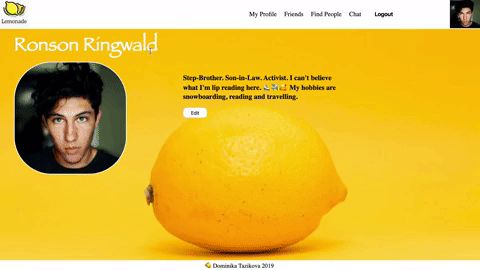 My Profile Friends Find People Chat Logout
Lemonade
Ronson Ringwald
Step-Brother. Son-in-Law. Activist. I can't believe
what I'm lip reading here. My hobbies are
snowboarding, reading and travelling.
Edit
🍋 Dominika Tazikova 2019